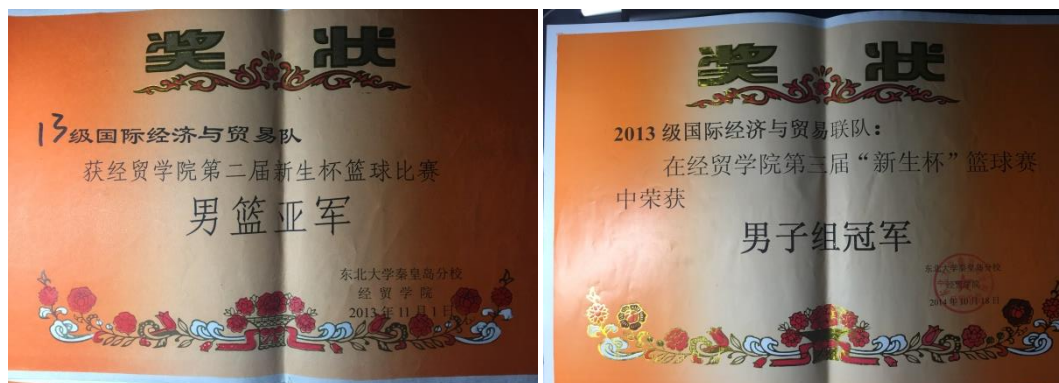 奖 状
13级国际经济与贸易队
获经贸学院第二届新生杯篮球比赛
男篮亚军
东北大学秦皇岛分校
经贸学院
2013年11月1日
奖 状
2013级国际经济与贸易联队：
在经贸学院第三届“新生杯”篮球赛
中荣获
男子组冠军
东北大学秦皇岛分校
经贸学院